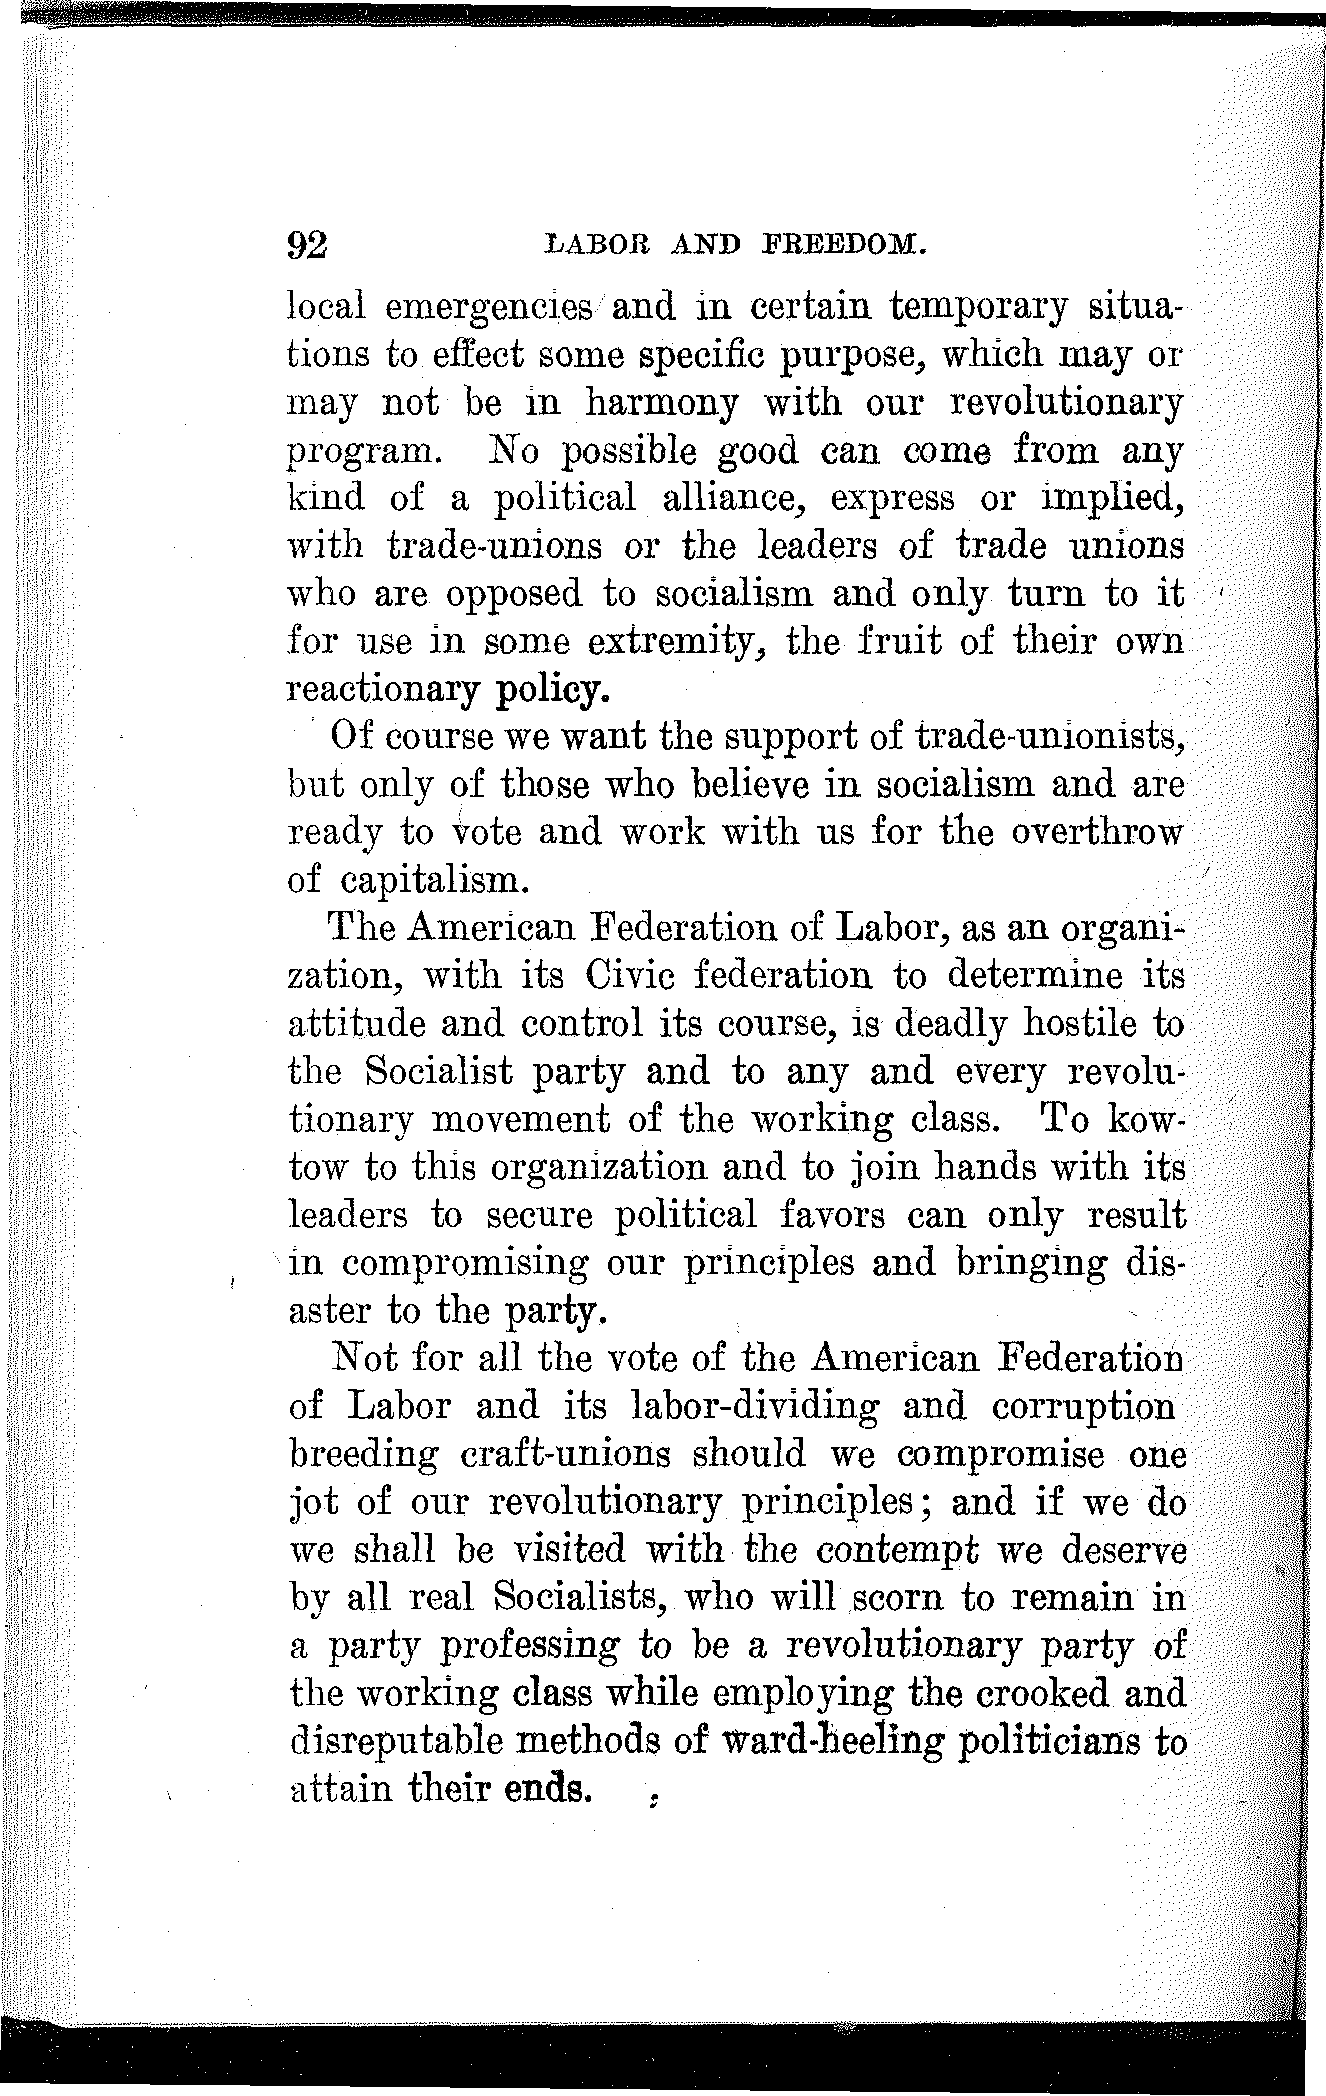 92 LABOR AND FREEDOM.
local emergencies and in certain temporary situa-
tions to effect some specific purpose, which may or
may not be in harmony with our revolutionary
program. No possible good can come from any
kind of a political alliance, express or implied,
with trade-unions or the leaders of trade unions
who are opposed to socialism and only turn to it
for use in some extremity, the fruit of their own
reactionary policy.
Of course we want the support of trade-unionists,
but only of those who believe in socialism and are
ready to vote and work with us for the overthrow
of capitalism.
The American Federation of Labor, as an organi-
zation, with its Civic federation to determine its
attitude and control its course, is deadly hostile to
the Socialist party and to any and every revolu-
tionary movement of the working class. To kow-
tow to this organization and to join hands with its
leaders to secure political favors can only result
in compromising our principles and bringing dis-
aster to the party.
Not for all the vote of the American Federation
of Labor and its labor-dividing and corruption
breeding craft-unions should we compromise one
jot of our revolutionary principles; and if we do
we shall be visited with the contempt we deserve
by all real Socialists, who will scorn to remain in
a party professing to be a revolutionary party of
the working class while employing the crooked and
disreputable methods of ward-heeling politicians to
attain their ends.